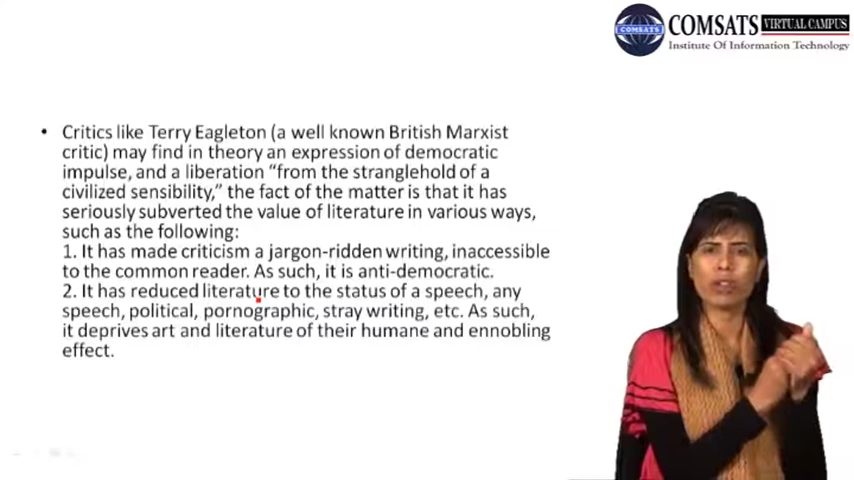 COMSATS
COMSATS VIRTUAL CAMPUS
Institute Of Information Technology
• Critics like Terry Eagleton (a well known British Marxist
critic) may find in theory an expression of democratic
impulse, and a liberation “from the stranglehold of a
civilized sensibility,” the fact of the matter is that it has
seriously subverted the value of literature in various ways,
such as the following:
1. It has made criticism a jargon-ridden writing, inaccessible
to the common reader. As such, it is anti-democratic.
2. It has reduced literature to the status of a speech, any
speech, political, pornographic, stray writing, etc. As such,
it deprives art and literature of their humane and ennobling
effect.